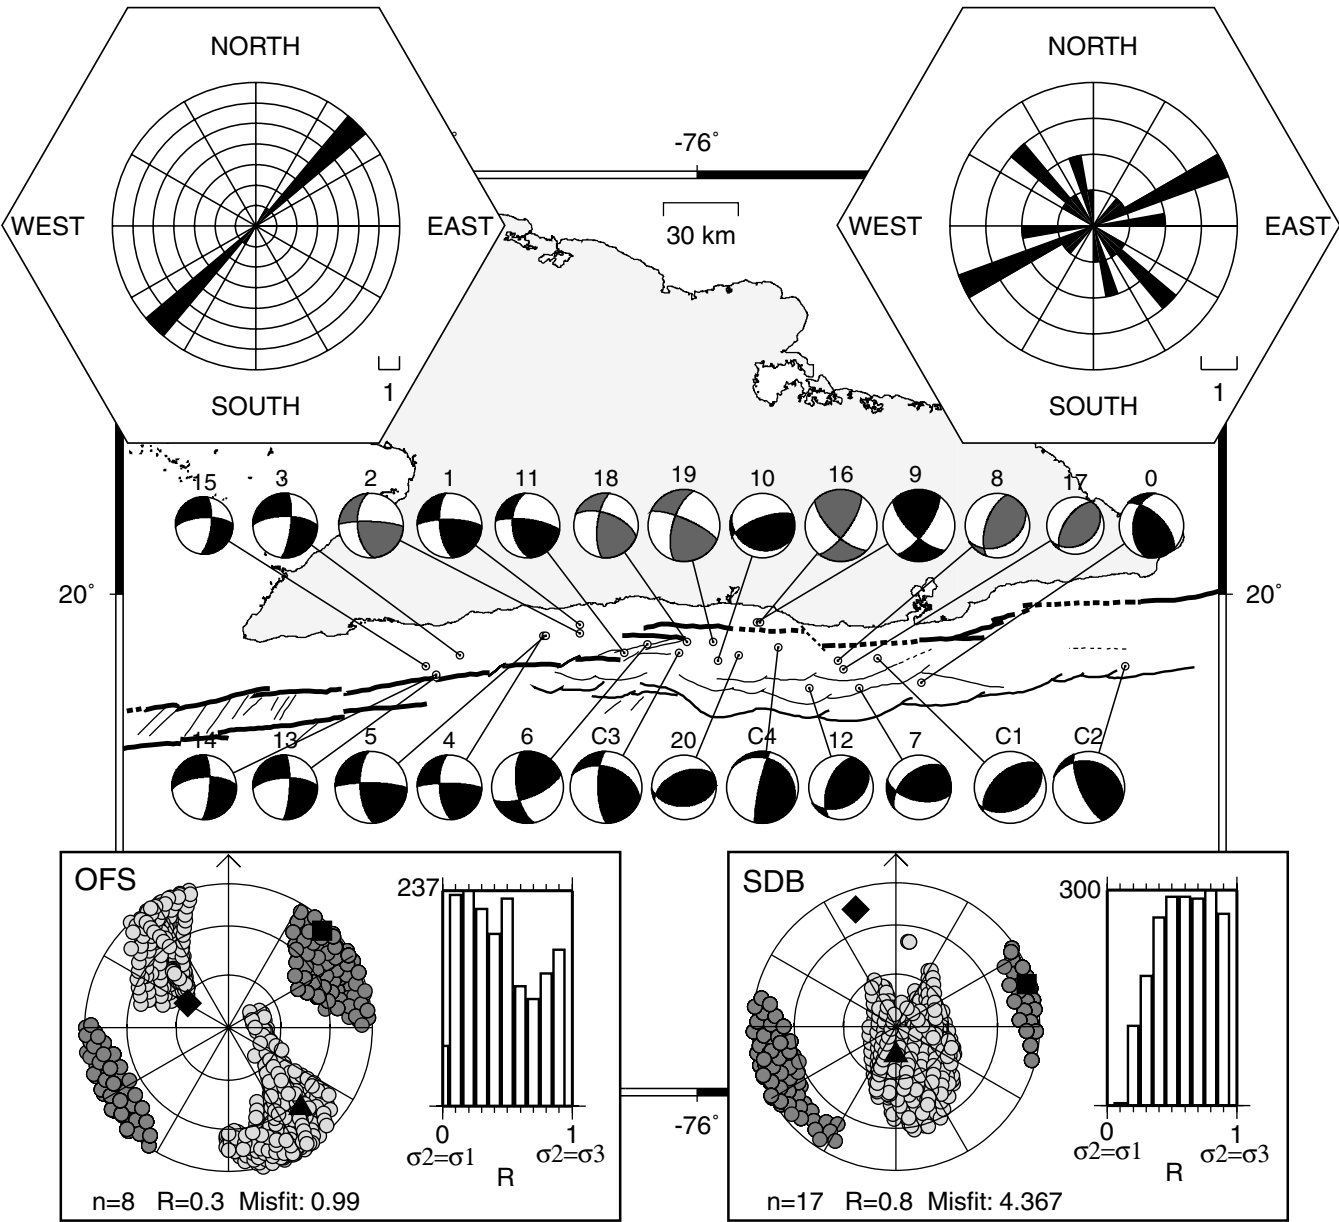 NORTH
NORTH
-76°
WEST
EAST
30 km
WEST
EAST
1
1
SOUTH
SOUTH
15 3 2 1 11 18 19 10 16 9 8 17 0
20°
20°
14 13 5 4 6 C3 20 C4 12 7 C1 C2
OFS
237
0
1
σ2=σ1
σ2=σ3
R
n=8 R=0.3 Misfit: 0.99
-76°
SDB
300
0
1
σ2=σ1
σ2=σ3
R
n=17 R=0.8 Misfit: 4.367